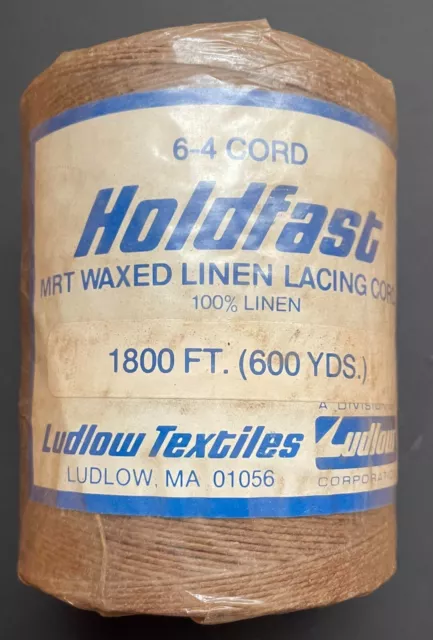 6-4 CORD
Holdfast
MRT WAXED LINEN LACING CORD
100% LINEN
1800 FT. (600 YDS.)
Ludlow Textiles
LUDLOW, MA 01056
A DIVISION
Ludlow
CORPORATION